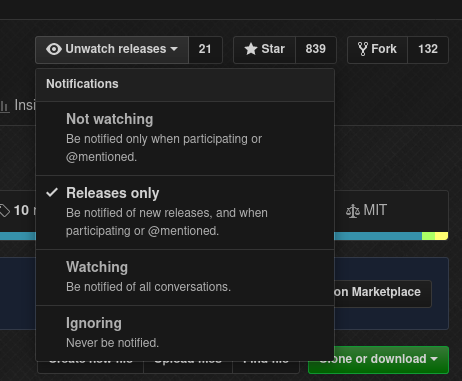 Unwatch releases 21 Star 839 Fork 132
Notifications
Insi
Not watching
Be notified only when participating or
@mentioned.
Releases only
10
MIT
Be notified of new releases, and when
participating or @mentioned.
Watching
Be notified of all conversations.
on Marketplace
Ignoring
Never be notified.
Create new file Upload files Find file Clone or download